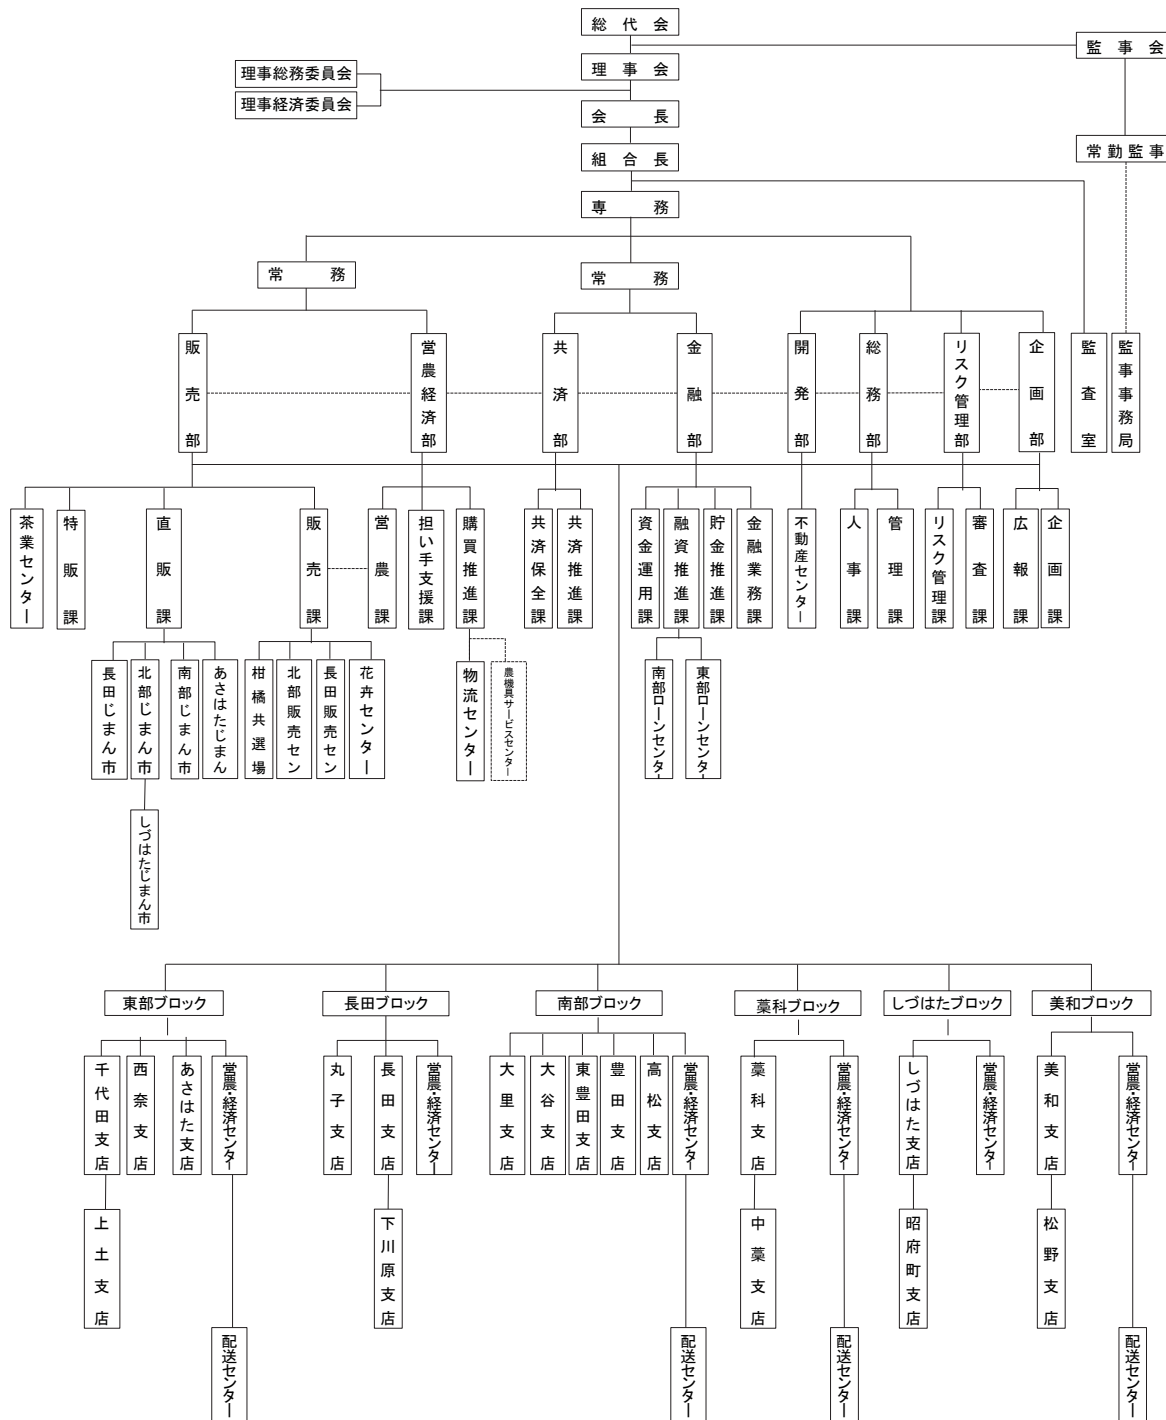 総代会
監事会
理事会
理事総務委員会
理事経済委員会
会長
常勤監事
組合長
専務
常務
常務
販売部
営農経済部
共済部
金融部
開発部
総務部
リスク管理部
企画部
監査室
監事事務局
茶業センター
特販課
直販課
販売課
営農課
担い手支援課
購買推進課
共済保全課
共済推進課
資金運用課
融資推進課
貯金推進課
金融業務課
不動産センター
人事課
管理課
リスク管理課
審査課
広報課
企画課
長田じまん市
北部じまん市
南部じまん市
あさはたじまん
柑橘共選場
北部販売セン
長田販売セン
花卉センター
物流センター
農機具サービスセンター
南部ローンセンター
東部ローンセンター
しづはたじまん市
東部ブロック
長田ブロック
南部ブロック
藁科ブロック
しづはたブロック
美和ブロック
千代田支店
西奈支店
あさはた支店
営農・経済センター
丸子支店
長田支店
営農・経済センター
大里支店
大谷支店
東豊田支店
豊田支店
高松支店
営農・経済センター
藁科支店
営農・経済センター
しづはた支店
営農・経済センター
美和支店
営農・経済センター
上土支店
下川原支店
中藁支店
昭府町支店
松野支店
配送センター
配送センター
配送センター
配送センター